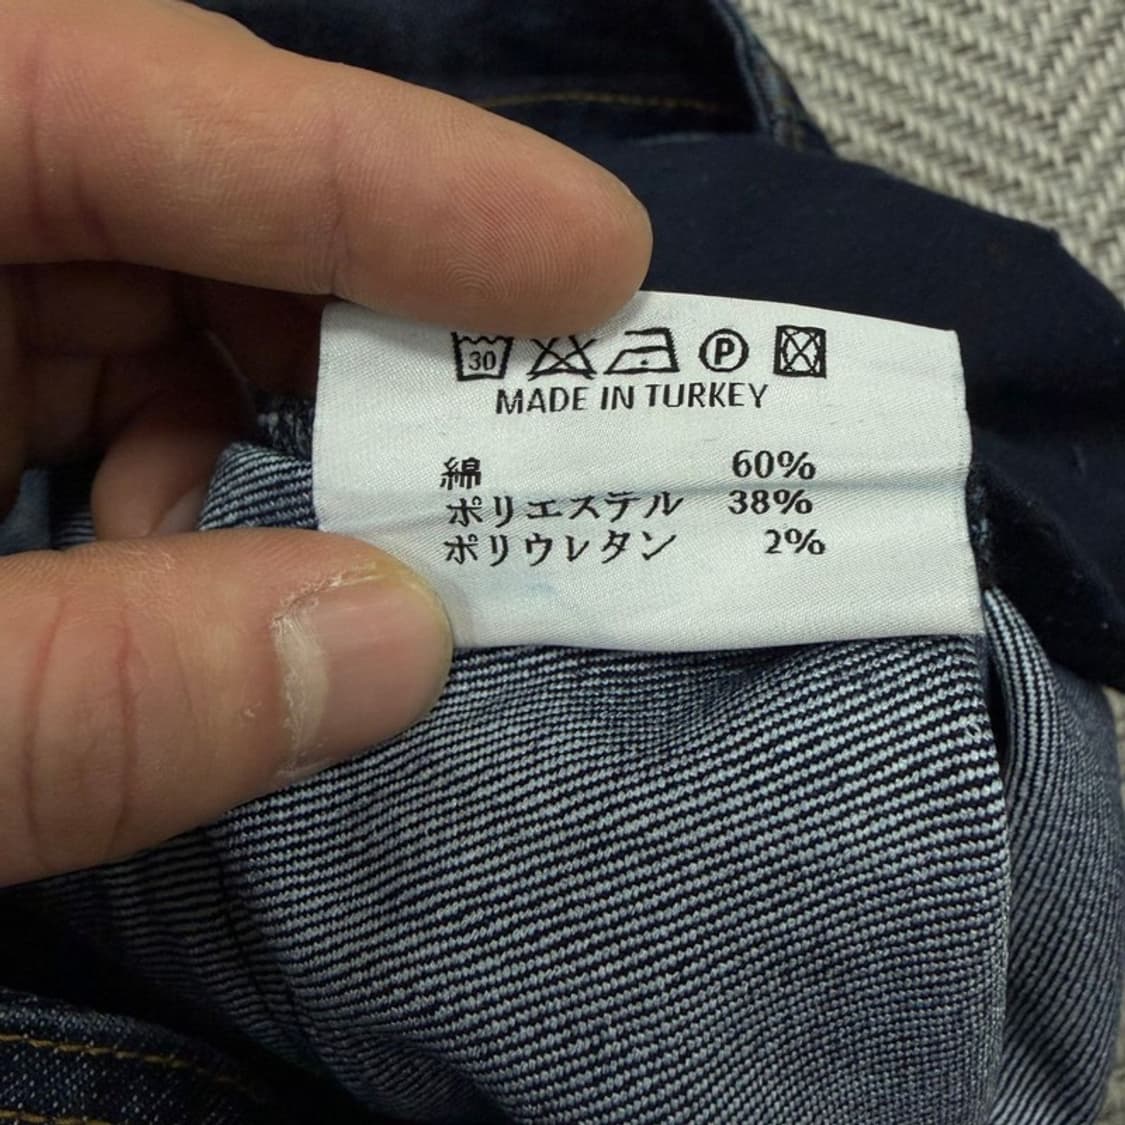 30 P
MADE IN TURKEY
綿 60%
ポリエステル 38%
ポリウレタン 2%